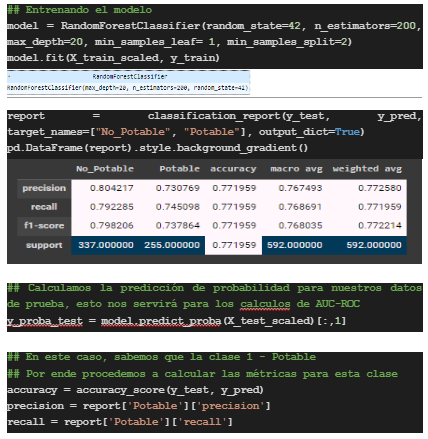 ## Entrenando el modelo
model = RandomForestClassifier(random_state=42, n_estimators=200,
max_depth=20, min_samples_leaf= 1, min_samples_split=2)
model.fit(X_train_scaled, y_train)
RandomForestClassifier
RandomForestClassifier(max_depth=20, n_estimators=200, random_state=42)
report = classification_report(y_test, y_pred,
target_names=["No_Potable", "Potable"], output_dict=True)
pd.DataFrame(report).style.background_gradient()
No_Potable Potable accuracy macro avg weighted avg
precision 0.804217 0.730769 0.771959 0.767493 0.772580
recall 0.792285 0.745098 0.771959 0.768691 0.771959
f1-score 0.798206 0.737864 0.771959 0.768035 0.772214
support 337.000000 255.000000 0.771959 592.000000 592.000000
## Calculamos la predicción de probabilidad para nuestros datos
de prueba, esto nos servirá para los calculos de AUC-ROC
y_proba_test = model.predict_proba(X_test_scaled)[:,1]
## En este caso, sabemos que la clase 1 - Potable
## Por ende procedemos a calcular las métricas para esta clase
accuracy = accuracy_score(y_test, y_pred)
precision = report['Potable']['precision']
recall = report['Potable']['recall']